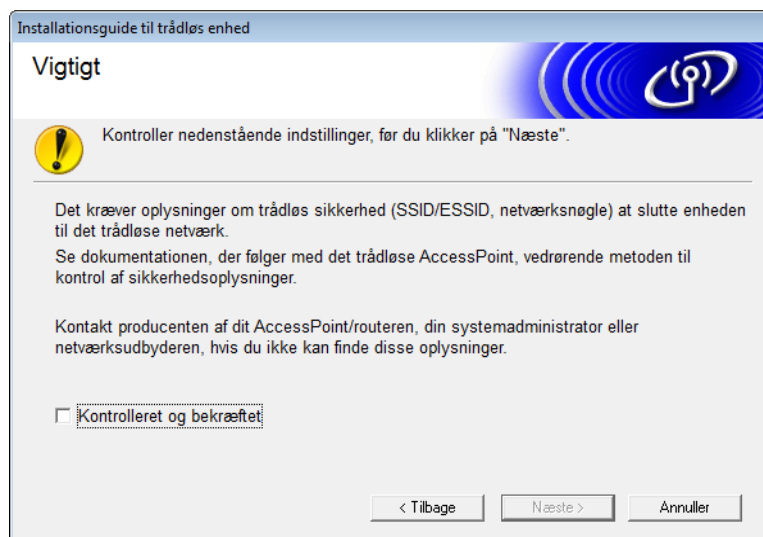 Installationsguide til trådløs enhed
Vigtigt
Kontroller nedenstående indstillinger, før du klikker på "Næste".
Det kræver oplysninger om trådløs sikkerhed (SSID/ESSID, netværksnøgle) at slutte enheden
til det trådløse netværk.
Se dokumentationen, der følger med det trådløse AccessPoint, vedrørende metoden til
kontrol af sikkerhedsoplysninger.
Kontakt producenten af dit AccessPoint/routeren, din systemadministrator eller
netværksudbyderen, hvis du ikke kan finde disse oplysninger.
Kontrolleret og bekræftet
< Tilbage
Næste >
Annuller